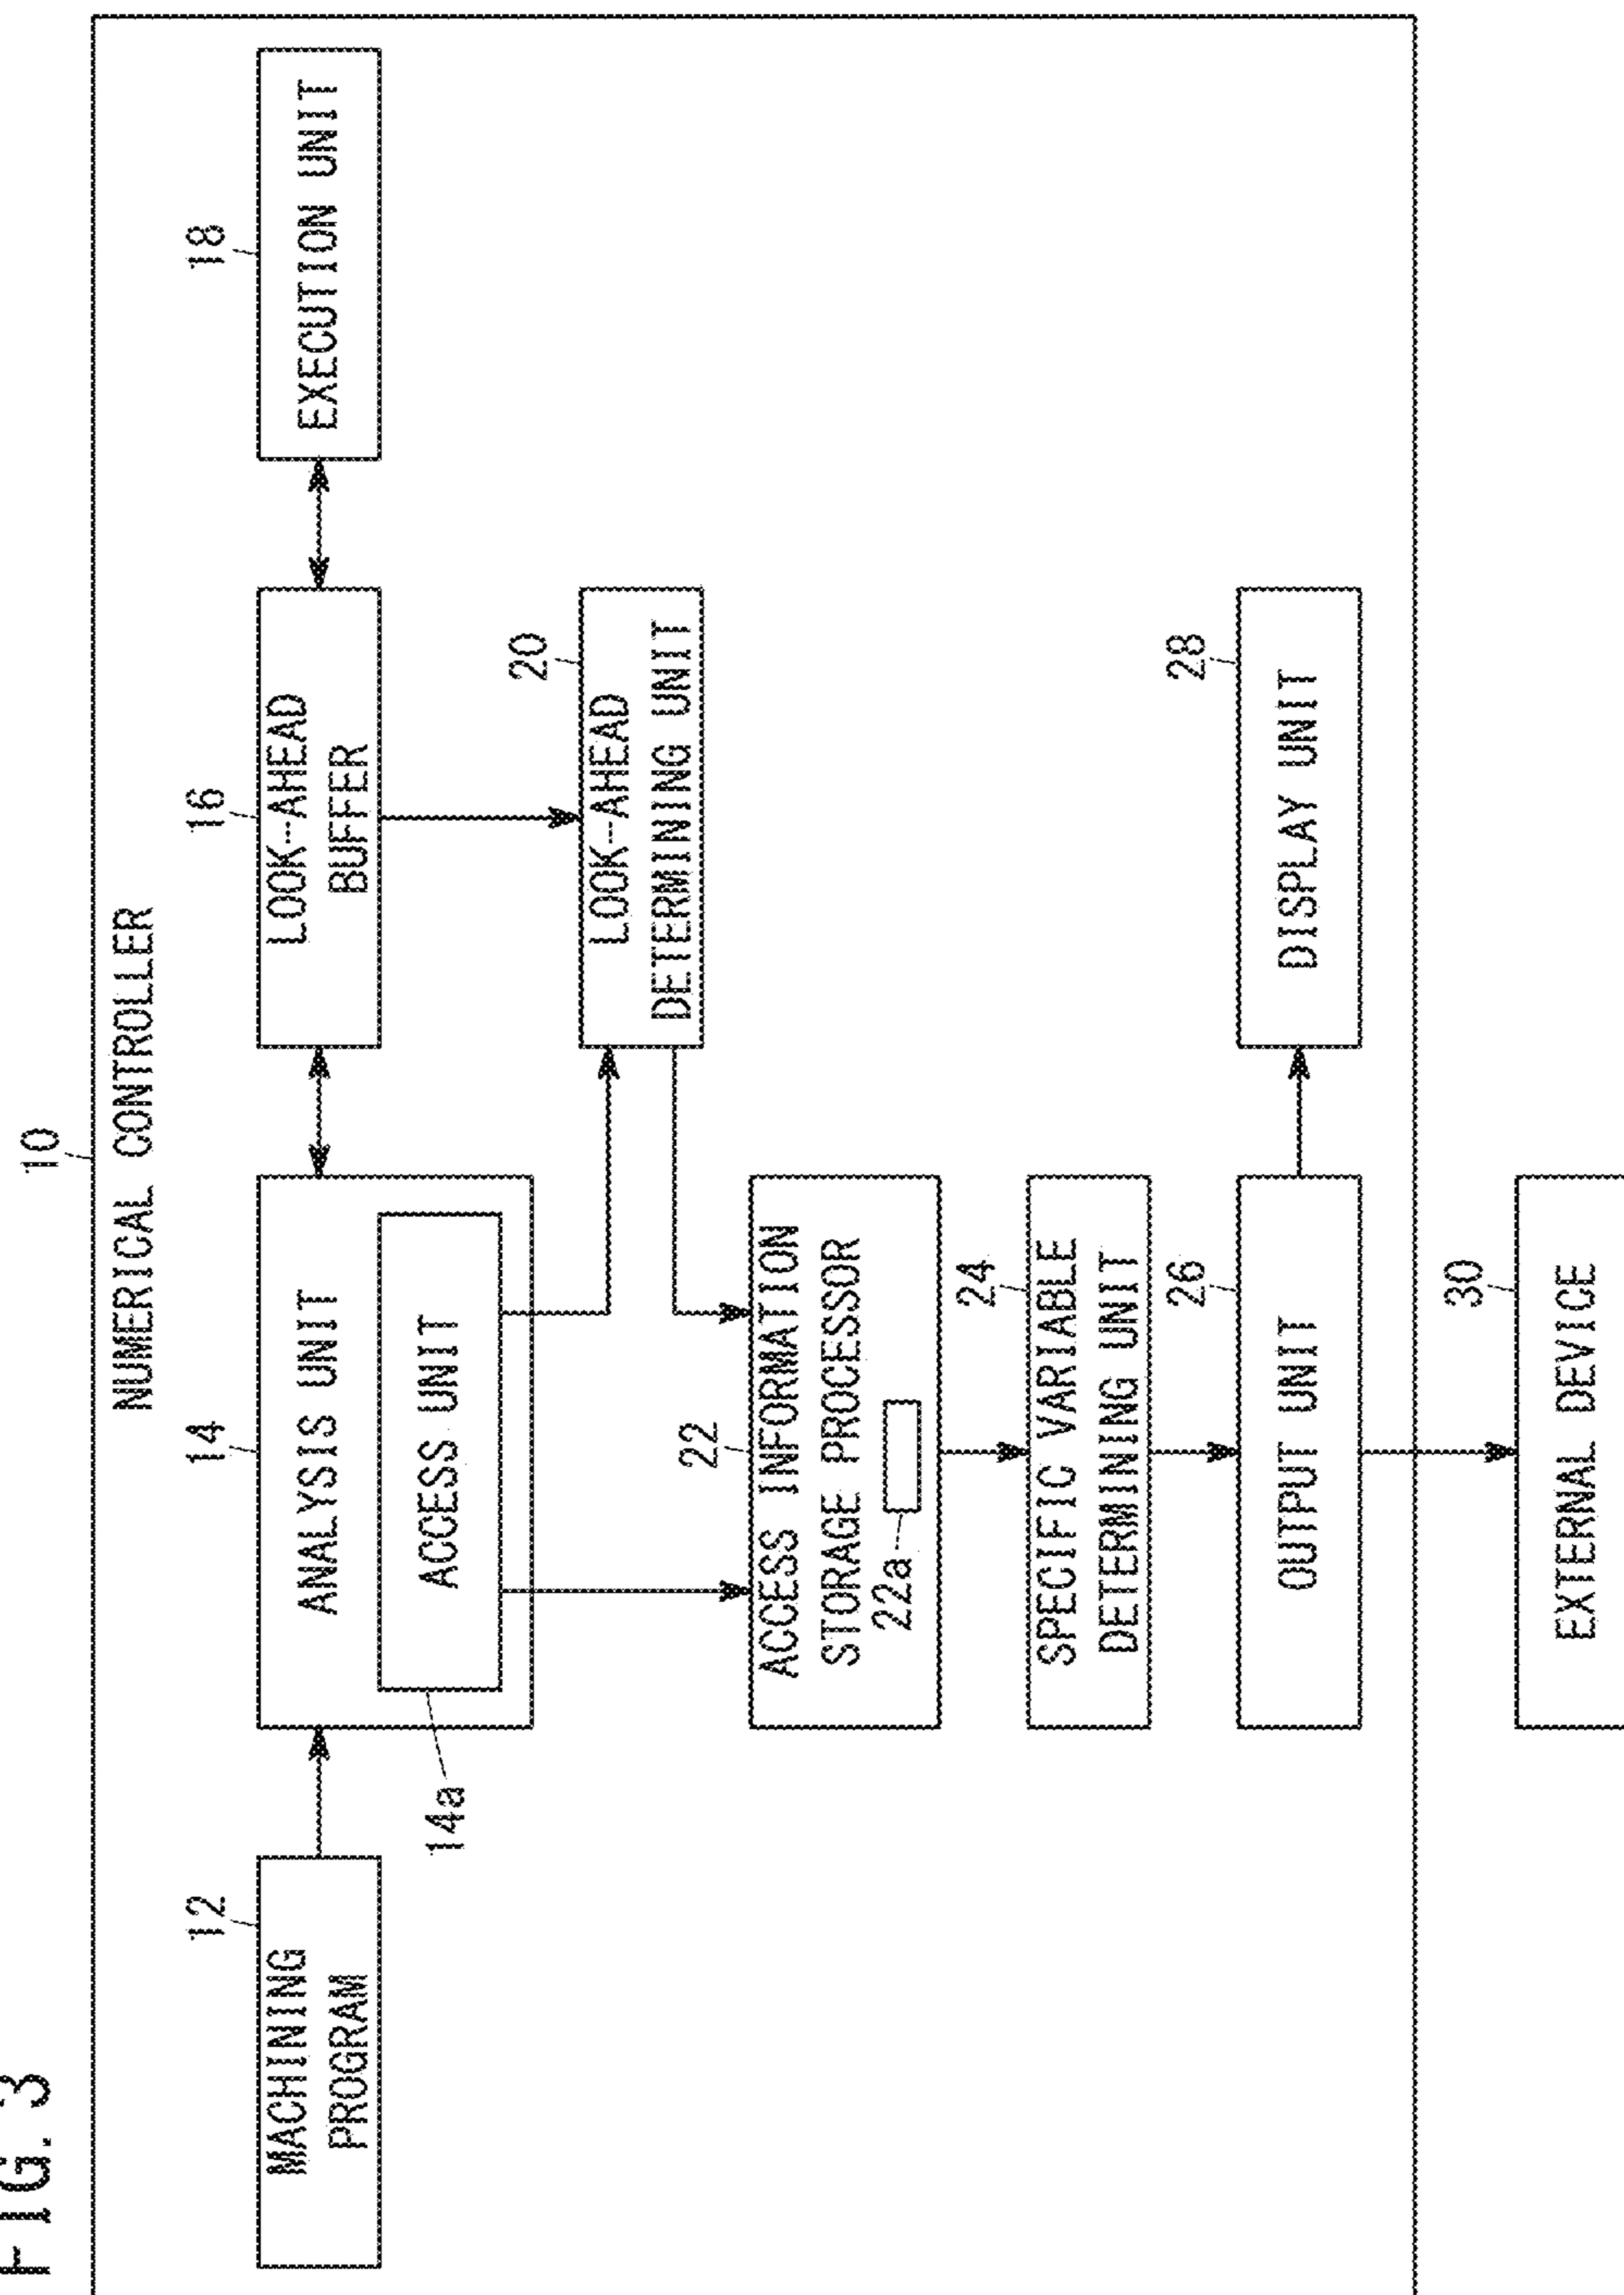 FIG. 3
10
NUMERICAL CONTROLLER
12
MACHINING
PROGRAM
14
ANALYSIS UNIT
ACCESS UNIT
14a
16
LOOK-AHEAD
BUFFER
18
EXECUTION UNIT
20
LOOK-AHEAD
DETERMINING UNIT
22
ACCESS INFORMATION
STORAGE PROCESSOR
22a
24
SPECIFIC VARIABLE
DETERMINING UNIT
26
OUTPUT UNIT
28
DISPLAY UNIT
30
EXTERNAL DEVICE